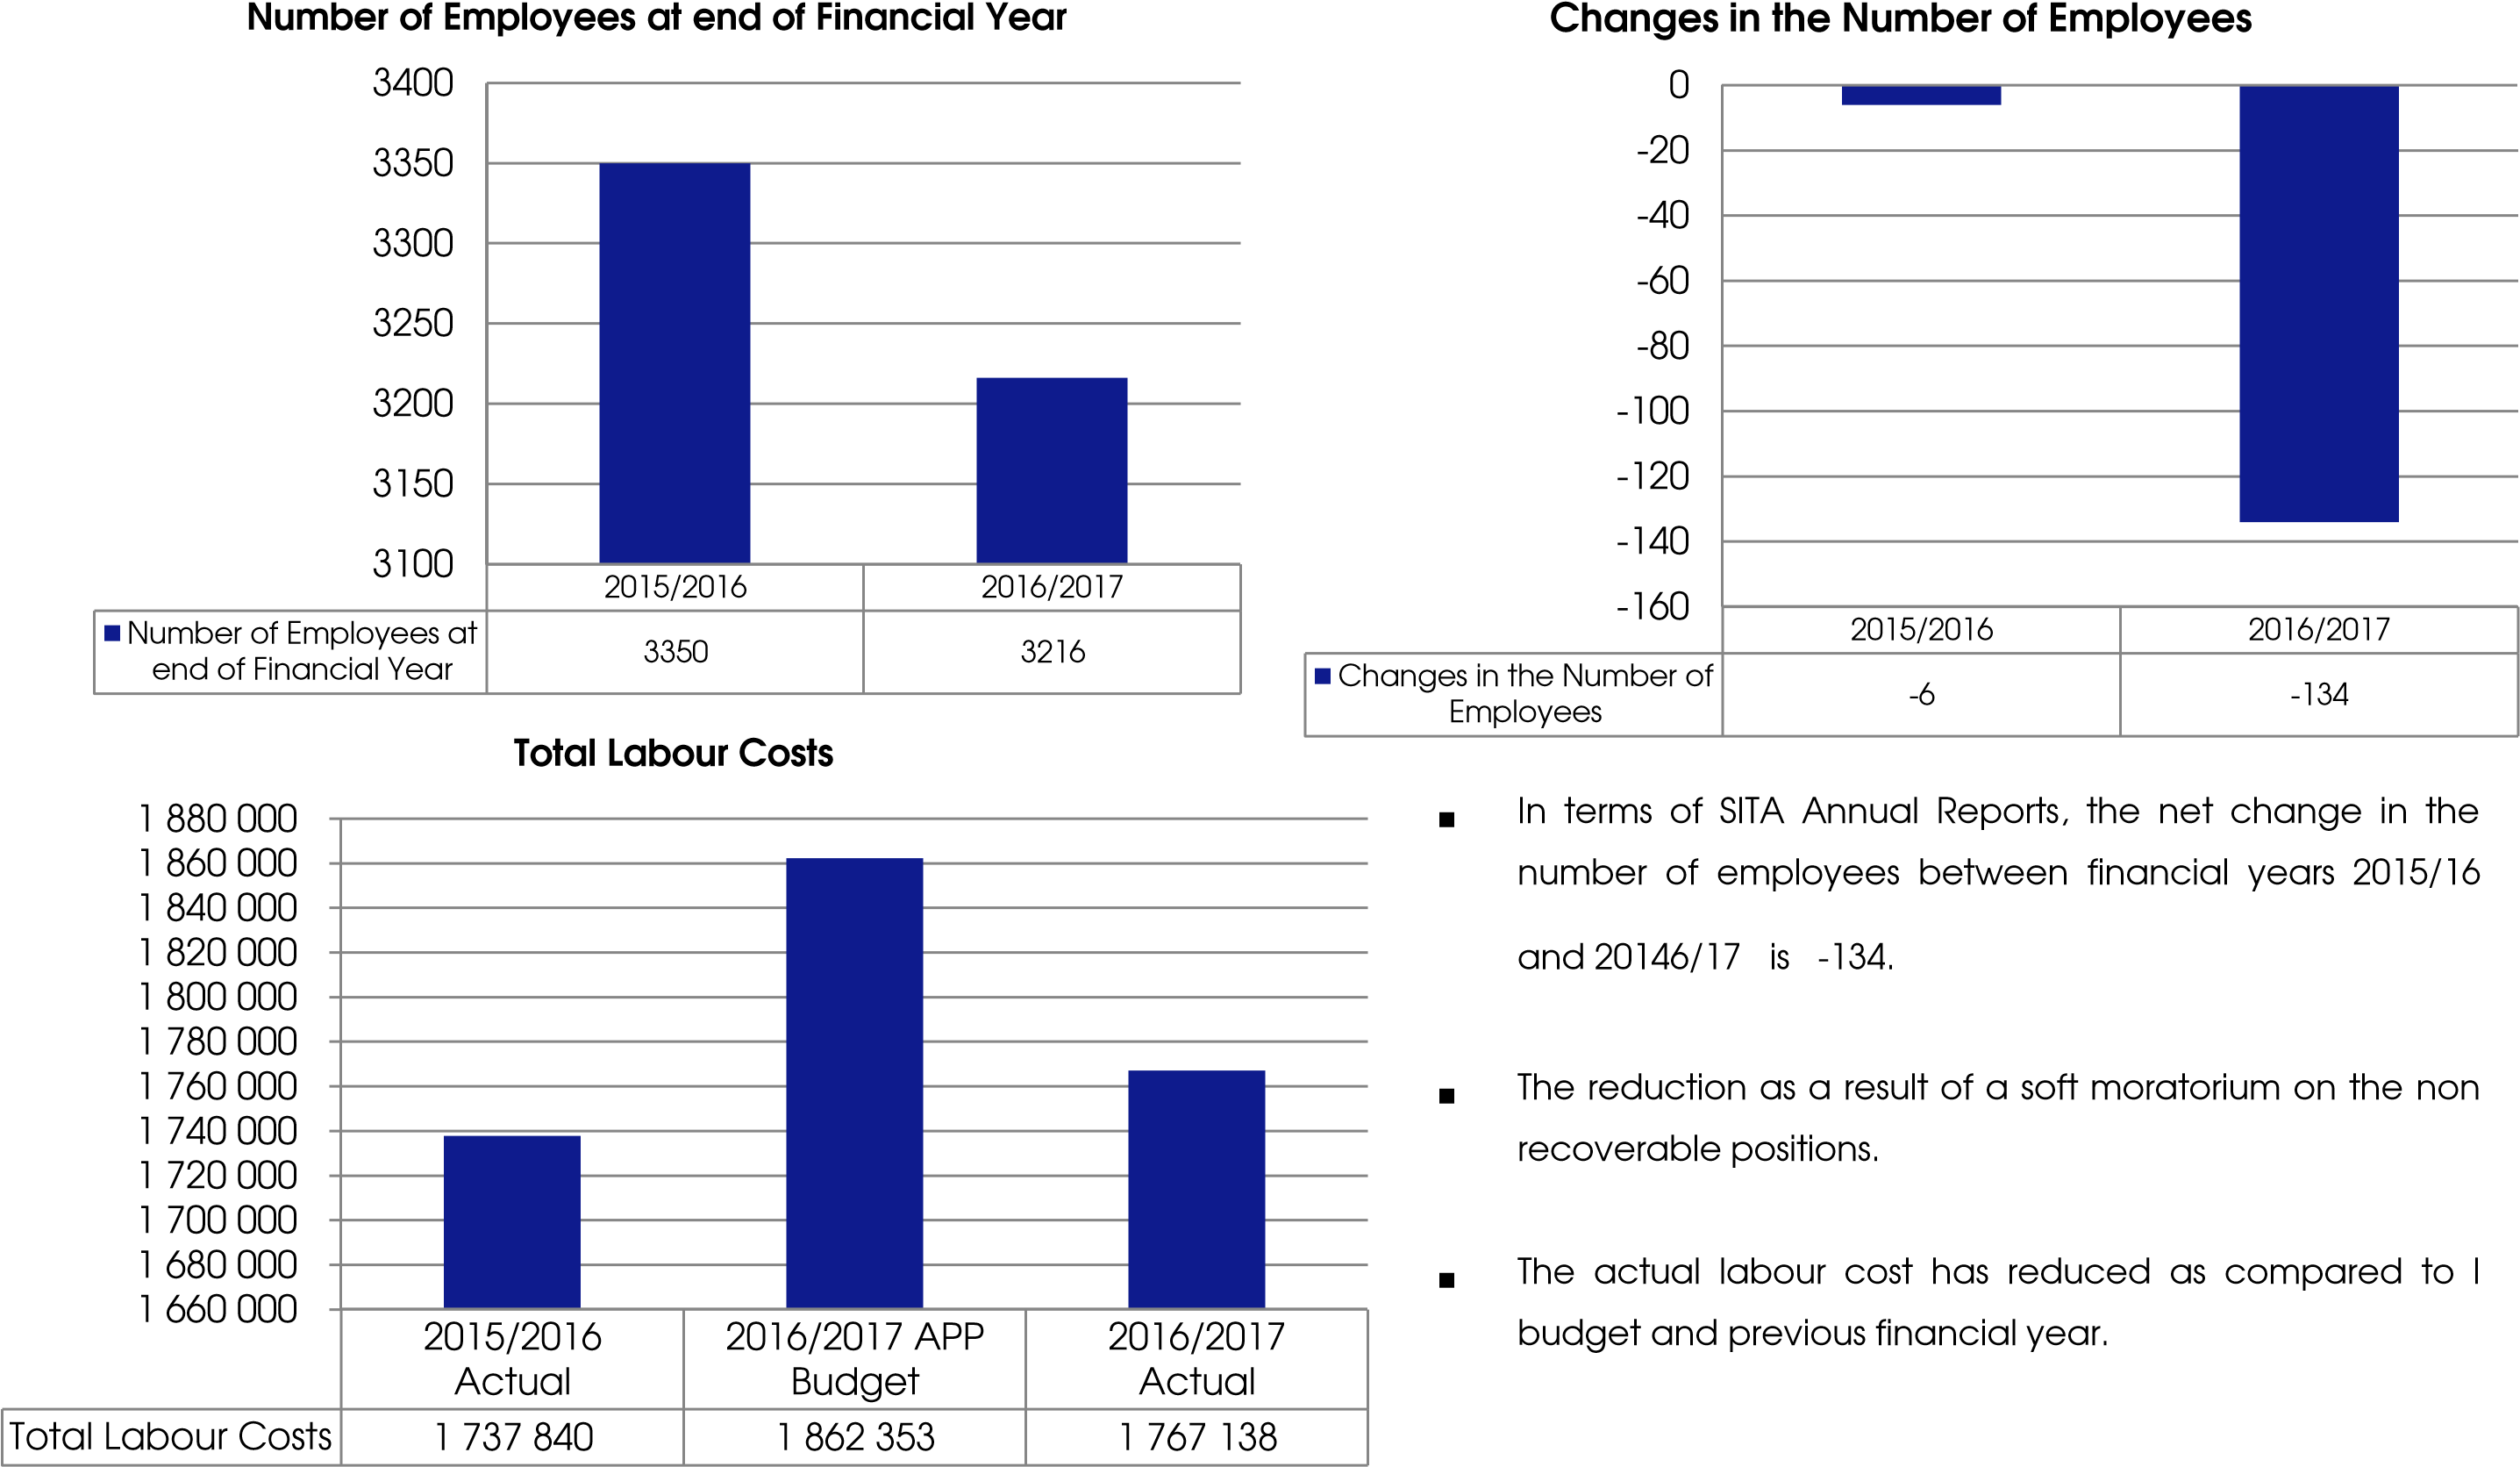 Number of Employees at end of Financial Year
3400
3350
3300
3250
3200
3150
3100
2015/2016 2016/2017
Number of Employees at
end of Financial Year
3350 3216
Changes in the Number of Employees
0
-20
-40
-60
-80
-100
-120
-140
-160
2015/2016 2016/2017
Changes in the Number of
Employees
-6 -134
Total Labour Costs
1 880 000
1 860 000
1 840 000
1 820 000
1 800 000
1 780 000
1 760 000
1 740 000
1 720 000
1 700 000
1 680 000
1 660 000
2015/2016 2016/2017 APP 2016/2017
Actual Budget Actual
Total Labour Costs 1 737 840 1 862 353 1 767 138
▪ In terms of SITA Annual Reports, the net change in the
number of employees between financial years 2015/16
and 20146/17 is -134.
▪ The reduction as a result of a soft moratorium on the non
recoverable positions.
▪ The actual labour cost has reduced as compared to I
budget and previous financial year.